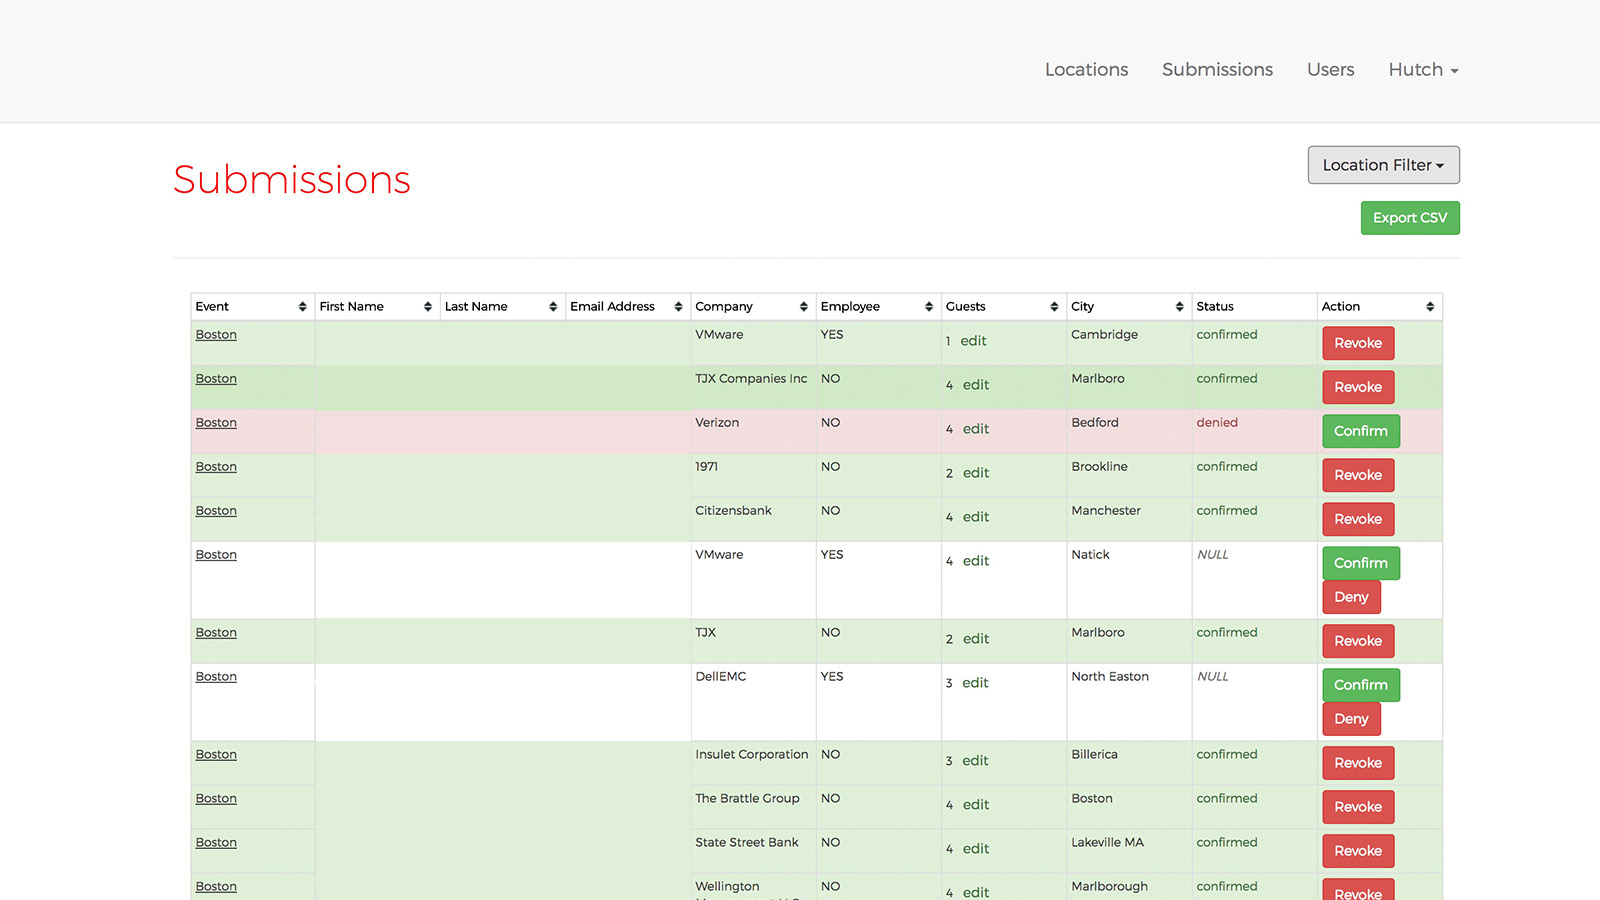 Locations Submissions Users Hutch
Submissions
Location Filter
Export CSV
Event First Name Last Name Email Address Company Employee Guests City Status Action
Boston VMware YES 1 edit Cambridge confirmed Revoke
Boston TJX Companies Inc NO 4 edit Marlboro confirmed Revoke
Boston Verizon NO 4 edit Bedford denied Confirm
Boston 1971 NO 2 edit Brookline confirmed Revoke
Boston Citizensbank NO 4 edit Manchester confirmed Revoke
Boston VMware YES 4 edit Natick NULL Confirm
Deny
Boston TJX NO 2 edit Marlboro confirmed Revoke
Boston DellEMC YES 3 edit North Easton NULL Confirm
Deny
Boston Insulet Corporation NO 3 edit Billerica confirmed Revoke
Boston The Brattle Group NO 4 edit Boston confirmed Revoke
Boston State Street Bank NO 4 edit Lakeville MA confirmed Revoke
Boston Wellington NO 4 edit Marlborough confirmed Revoke